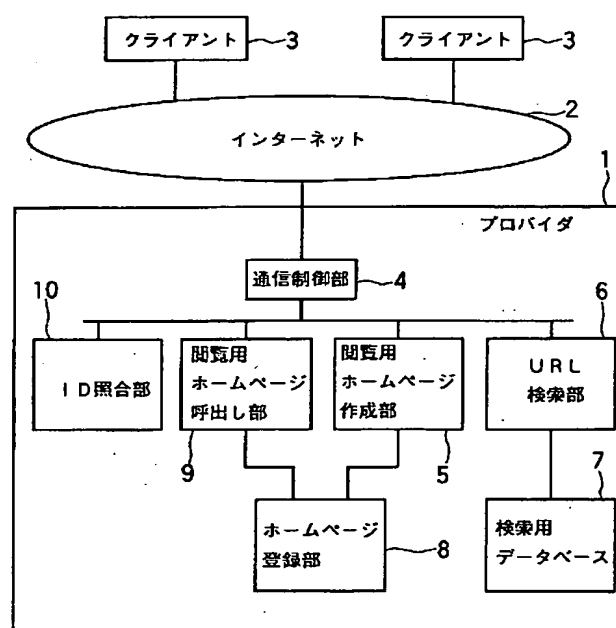 クライアント
3
クライアント
3
2
インターネット
1
プロバイダ
通信制御部
4
10
6
ID照合部
閲覧用
ホームページ
呼出し部
閲覧用
ホームページ
作成部
URL
検索部
9
5
7
ホームページ
登録部
8
検索用
データベース